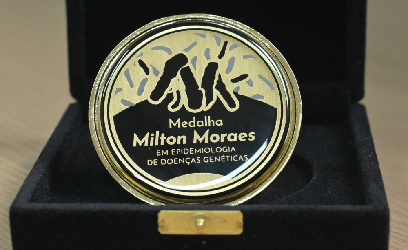 Medalha
Milton Moraes
EM EPIDEMIOLOGIA
DE DOENÇAS GENÉTICAS